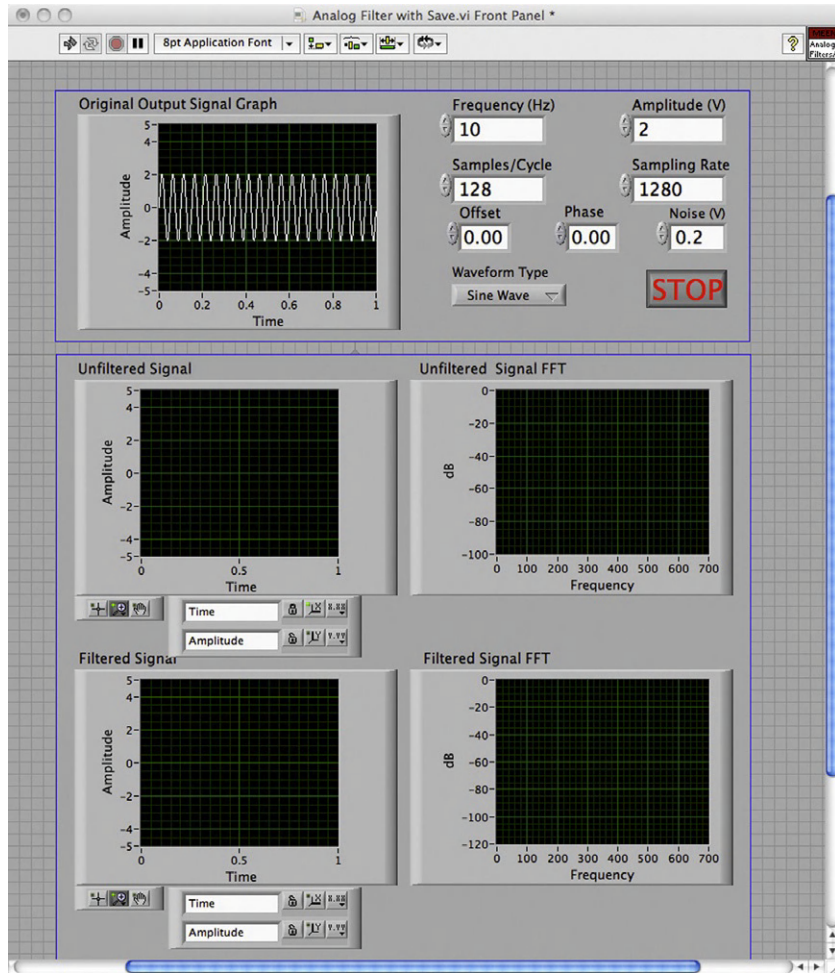 Analog Filter with Save.vi Front Panel *
8pt Application Font
?
Analog
Filters
Original Output Signal Graph
Amplitude
5
4
2
0
-2
-4
-5
0 0.2 0.4 0.6 0.8 1
Time
Frequency (Hz)
10
Amplitude (V)
2
Samples/Cycle
128
Sampling Rate
1280
Offset
0.00
Phase
0.00
Noise (V)
0.2
Waveform Type
Sine Wave
STOP
Unfiltered Signal
Amplitude
5
4
2
0
-2
-4
-5
0 0.5 1
Time
Time
Amplitude
Unfiltered Signal FFT
dB
0
-20
-40
-60
-80
-100
0 100 200 300 400 500 600 700
Frequency
Filtered Signal
Amplitude
5
4
2
0
-2
-4
-5
0 0.5 1
Time
Time
Amplitude
Filtered Signal FFT
dB
0
-20
-40
-60
-80
-100
-120
0 100 200 300 400 500 600 700
Frequency